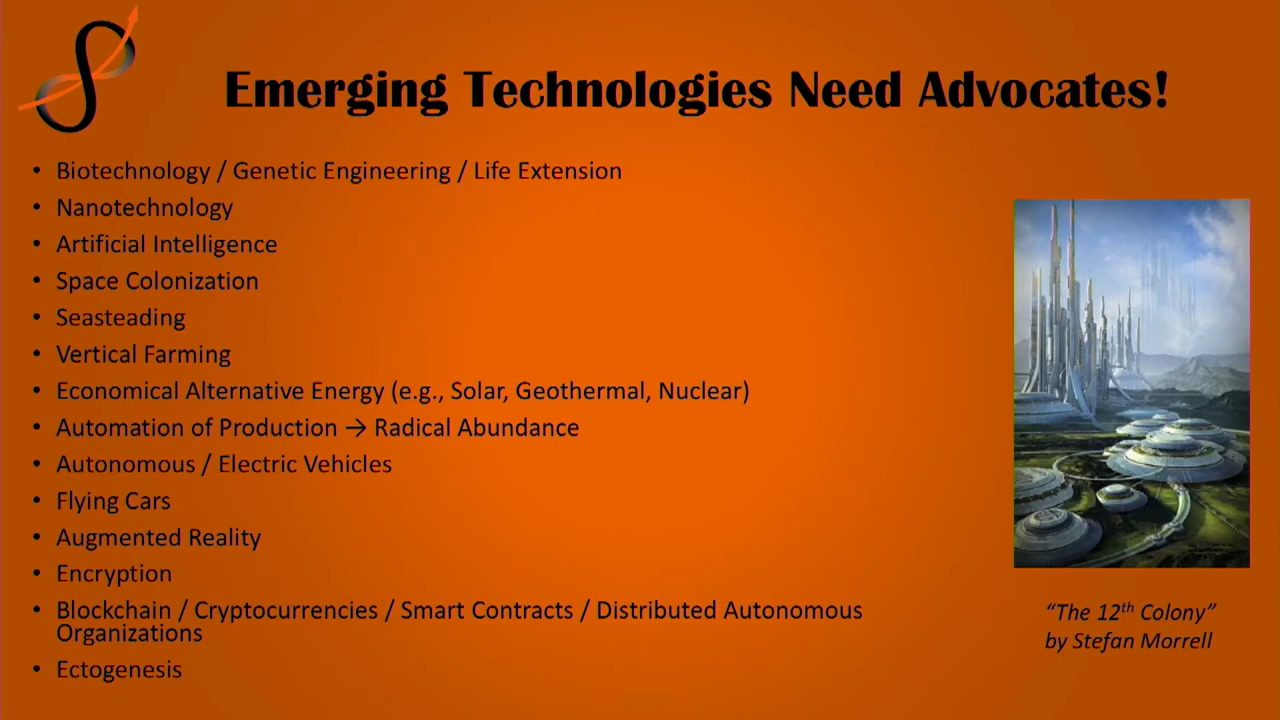 Emerging Technologies Need Advocates!
• Biotechnology / Genetic Engineering / Life Extension
• Nanotechnology
• Artificial Intelligence
• Space Colonization
• Seasteading
• Vertical Farming
• Economical Alternative Energy (e.g., Solar, Geothermal, Nuclear)
• Automation of Production → Radical Abundance
• Autonomous / Electric Vehicles
• Flying Cars
• Augmented Reality
• Encryption
• Blockchain / Cryptocurrencies / Smart Contracts / Distributed Autonomous
Organizations
• Ectogenesis
“The 12th Colony”
by Stefan Morrell